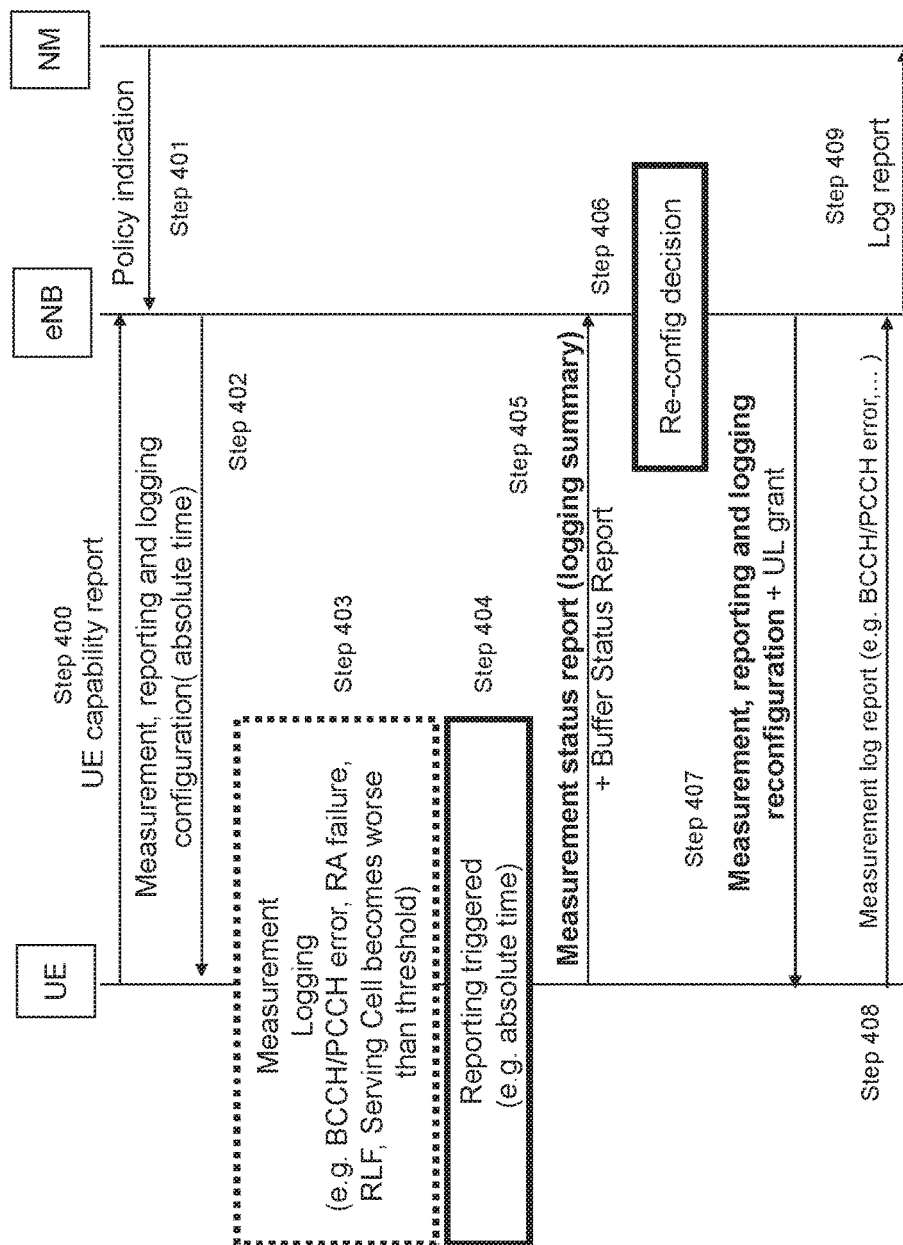 UE
eNB
NM
Step 400
UE capability report
Policy indication
Step 401
Measurement, reporting and logging
configuration( absolute time)
Step 402
Measurement
Logging
(e.g. BCCH/PCCH error, RA failure,
RLF, Serving Cell becomes worse
than threshold)
Step 403
Reporting triggered
(e.g. absolute time)
Step 404
Step 405
Measurement status report (logging summary)
+ Buffer Status Report
Step 406
Re-config decision
Step 407
Measurement, reporting and logging
reconfiguration + UL grant
Step 408
Measurement log report (e.g. BCCH/PCCH error,... )
Step 409
Log report